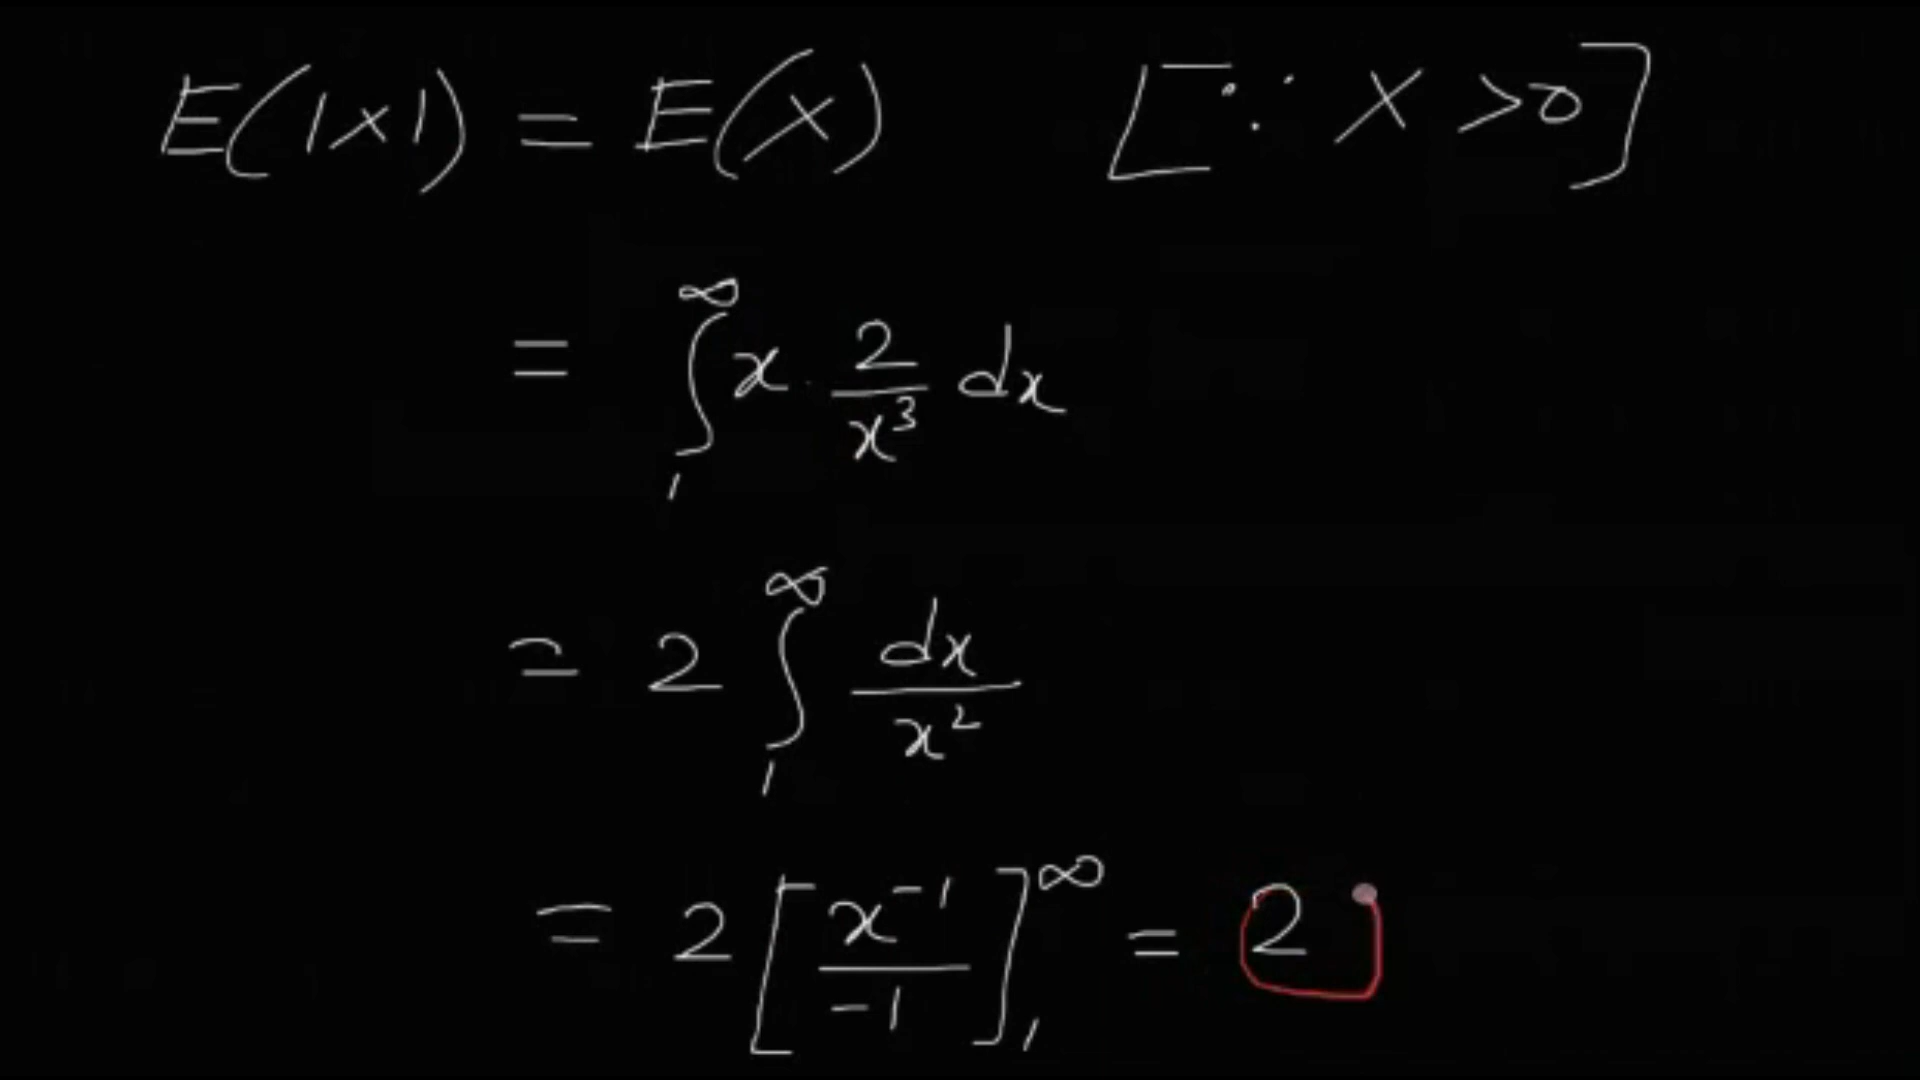 E(|x|) = E(x) [∵ X > 0]
= ∫₁^∞ x · 2/x³ dx
= 2 ∫₁^∞ dx/x²
= 2 [x⁻¹/-1]₁^∞ = 2